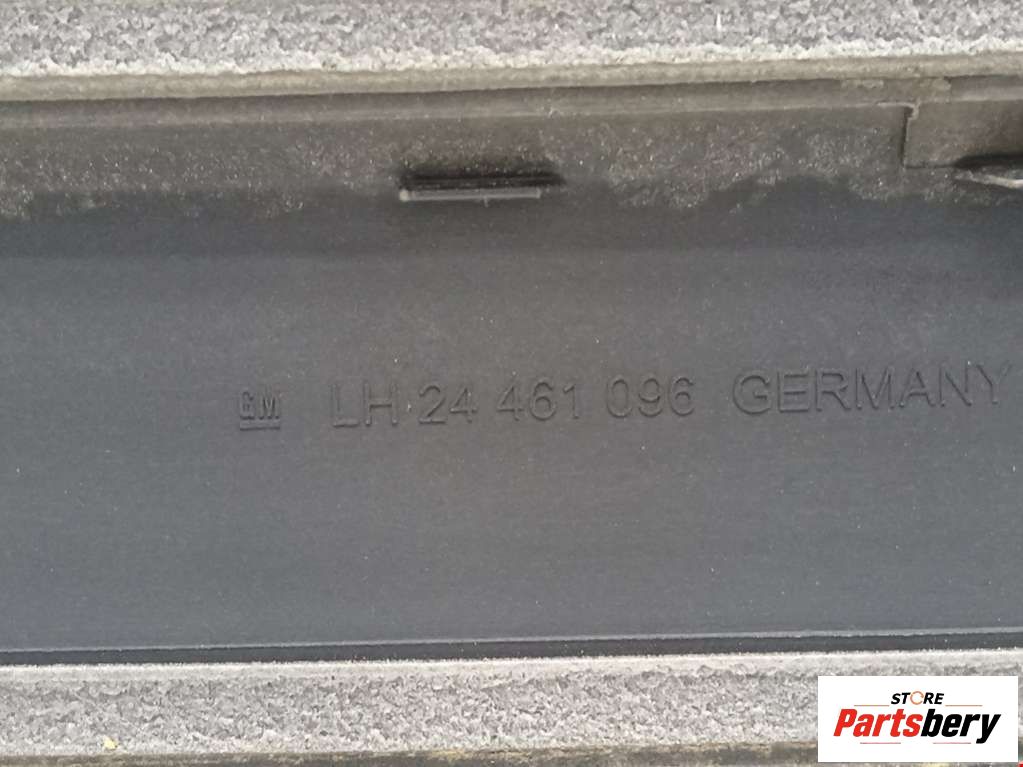 GM LH 24 461 096 GERMANY
STORE
Partsbery